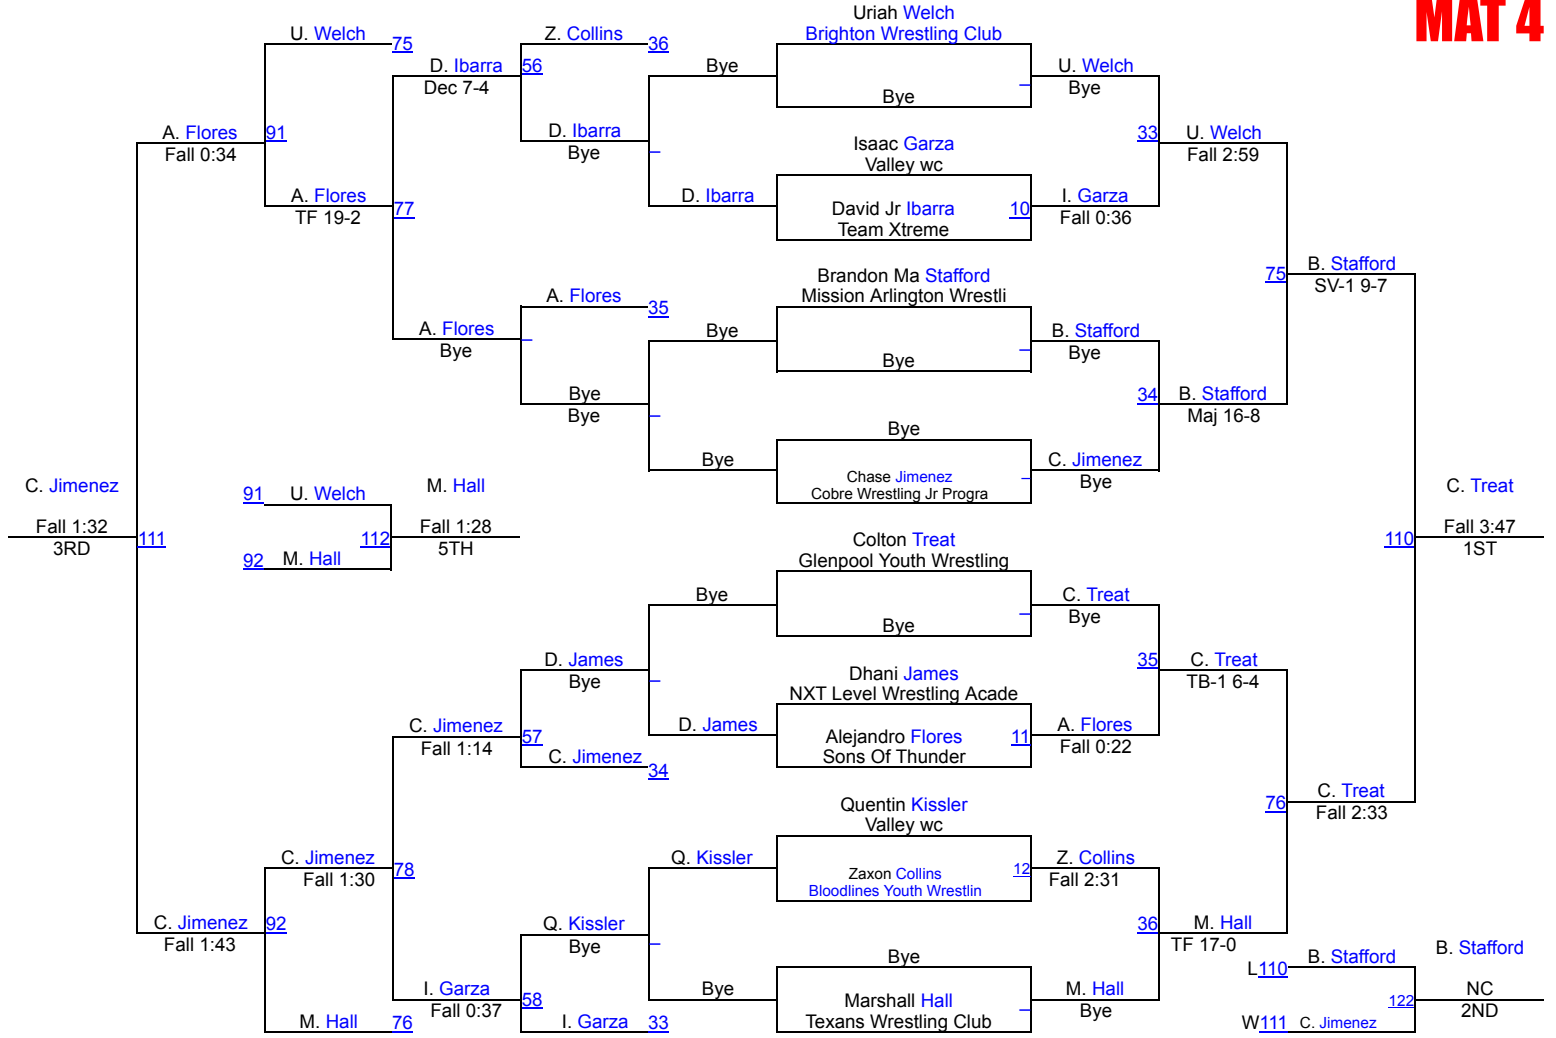 MAT 4
Uriah Welch
Brighton Wrestling Club
U. Welch
75
Z. Collins
36
D. Ibarra
56
Dec 7-4
Bye
Bye
U. Welch
Bye
A. Flores
91
Fall 0:34
D. Ibarra
Bye
Isaac Garza
Valley wc
33
U. Welch
Fall 2:59
A. Flores
TF 19-2
77
D. Ibarra
David Jr Ibarra
Team Xtreme
10
I. Garza
Fall 0:36
Brandon Ma Stafford
Mission Arlington Wrestli
75
B. Stafford
SV-1 9-7
A. Flores
35
A. Flores
Bye
Bye
Bye
B. Stafford
Bye
Bye
Bye
34
B. Stafford
Maj 16-8
Bye
Bye
Chase Jimenez
Cobre Wrestling Jr Progra
C. Jimenez
Bye
C. Jimenez
Fall 1:32
3RD
111
91
U. Welch
92
M. Hall
112
M. Hall
Fall 1:28
5TH
C. Treat
110
Fall 3:47
1ST
Colton Treat
Glenpool Youth Wrestling
Bye
Bye
C. Treat
Bye
D. James
Bye
Dhani James
NXT Level Wrestling Acade
35
C. Treat
TB-1 6-4
C. Jimenez
Fall 1:14
57
D. James
Alejandro Flores
Sons Of Thunder
11
A. Flores
Fall 0:22
C. Jimenez
34
Quentin Kissler
Valley wc
76
C. Treat
Fall 2:33
C. Jimenez
Fall 1:30
78
Q. Kissler
Zaxon Collins
Bloodlines Youth Wrestlin
12
Z. Collins
Fall 2:31
C. Jimenez
Fall 1:43
92
Q. Kissler
Bye
36
M. Hall
TF 17-0
Bye
I. Garza
Fall 0:37
58
Bye
Marshall Hall
Texans Wrestling Club
M. Hall
Bye
M. Hall
76
I. Garza
33
L110
B. Stafford
W111
C. Jimenez
122
B. Stafford
NC
2ND